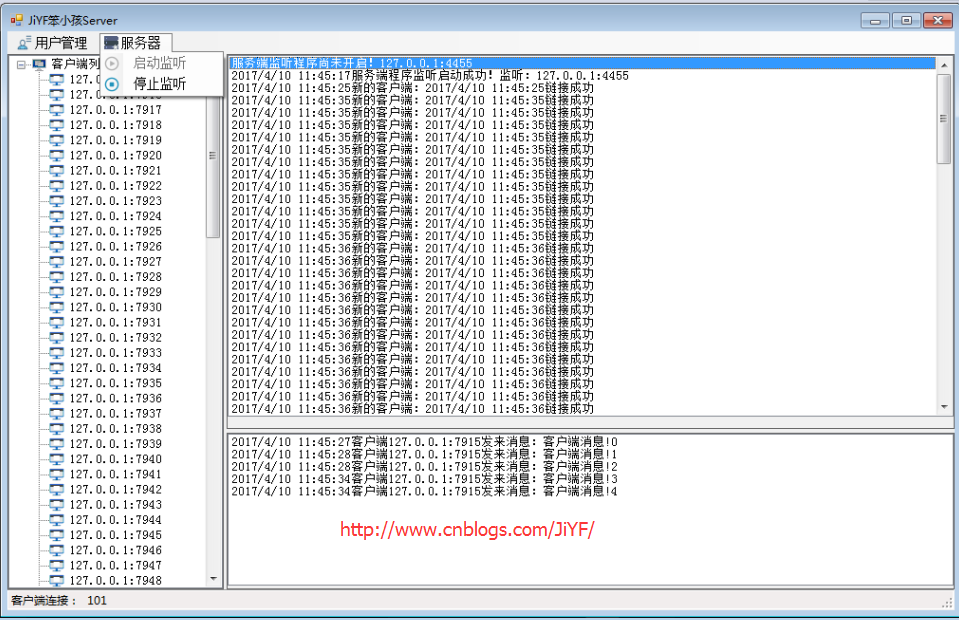 JiYF笨小孩Server
用户管理 服务器
启动监听
停止监听
客户端列
127.0
127.0.0.1:7917
127.0.0.1:7918
127.0.0.1:7919
127.0.0.1:7920
127.0.0.1:7921
127.0.0.1:7922
127.0.0.1:7923
127.0.0.1:7924
127.0.0.1:7925
127.0.0.1:7926
127.0.0.1:7927
127.0.0.1:7928
127.0.0.1:7929
127.0.0.1:7930
127.0.0.1:7931
127.0.0.1:7932
127.0.0.1:7933
127.0.0.1:7934
127.0.0.1:7935
127.0.0.1:7936
127.0.0.1:7937
127.0.0.1:7938
127.0.0.1:7939
127.0.0.1:7940
127.0.0.1:7941
127.0.0.1:7942
127.0.0.1:7943
127.0.0.1:7944
127.0.0.1:7945
127.0.0.1:7946
127.0.0.1:7947
127.0.0.1:7948
服务端监听程序尚未开启！127.0.0.1:4455
2017/4/10 11:45:17服务端程序监听启动成功！监听：127.0.0.1:4455
2017/4/10 11:45:25新的客户端：2017/4/10 11:45:25链接成功
2017/4/10 11:45:35新的客户端：2017/4/10 11:45:35链接成功
2017/4/10 11:45:35新的客户端：2017/4/10 11:45:35链接成功
2017/4/10 11:45:35新的客户端：2017/4/10 11:45:35链接成功
2017/4/10 11:45:35新的客户端：2017/4/10 11:45:35链接成功
2017/4/10 11:45:35新的客户端：2017/4/10 11:45:35链接成功
2017/4/10 11:45:35新的客户端：2017/4/10 11:45:35链接成功
2017/4/10 11:45:35新的客户端：2017/4/10 11:45:35链接成功
2017/4/10 11:45:35新的客户端：2017/4/10 11:45:35链接成功
2017/4/10 11:45:35新的客户端：2017/4/10 11:45:35链接成功
2017/4/10 11:45:35新的客户端：2017/4/10 11:45:35链接成功
2017/4/10 11:45:35新的客户端：2017/4/10 11:45:35链接成功
2017/4/10 11:45:35新的客户端：2017/4/10 11:45:35链接成功
2017/4/10 11:45:36新的客户端：2017/4/10 11:45:36链接成功
2017/4/10 11:45:36新的客户端：2017/4/10 11:45:36链接成功
2017/4/10 11:45:36新的客户端：2017/4/10 11:45:36链接成功
2017/4/10 11:45:36新的客户端：2017/4/10 11:45:36链接成功
2017/4/10 11:45:36新的客户端：2017/4/10 11:45:36链接成功
2017/4/10 11:45:36新的客户端：2017/4/10 11:45:36链接成功
2017/4/10 11:45:36新的客户端：2017/4/10 11:45:36链接成功
2017/4/10 11:45:36新的客户端：2017/4/10 11:45:36链接成功
2017/4/10 11:45:36新的客户端：2017/4/10 11:45:36链接成功
2017/4/10 11:45:36新的客户端：2017/4/10 11:45:36链接成功
2017/4/10 11:45:36新的客户端：2017/4/10 11:45:36链接成功
2017/4/10 11:45:36新的客户端：2017/4/10 11:45:36链接成功
2017/4/10 11:45:36新的客户端：2017/4/10 11:45:36链接成功
2017/4/10 11:45:36新的客户端：2017/4/10 11:45:36链接成功
2017/4/10 11:45:27客户端127.0.0.1:7915发来消息：客户端消息!0
2017/4/10 11:45:28客户端127.0.0.1:7915发来消息：客户端消息!1
2017/4/10 11:45:28客户端127.0.0.1:7915发来消息：客户端消息!2
2017/4/10 11:45:34客户端127.0.0.1:7915发来消息：客户端消息!3
2017/4/10 11:45:34客户端127.0.0.1:7915发来消息：客户端消息!4
http://www.cnblogs.com/JiYF/
客户端连接： 101